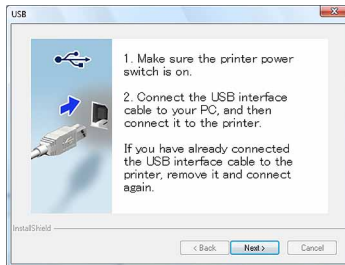 USB
1. Make sure the printer power
switch is on.
2. Connect the USB interface
cable to your PC, and then
connect it to the printer.
If you have already connected
the USB interface cable to the
printer, remove it and connect
again.
InstallShield
< Back
Next >
Cancel